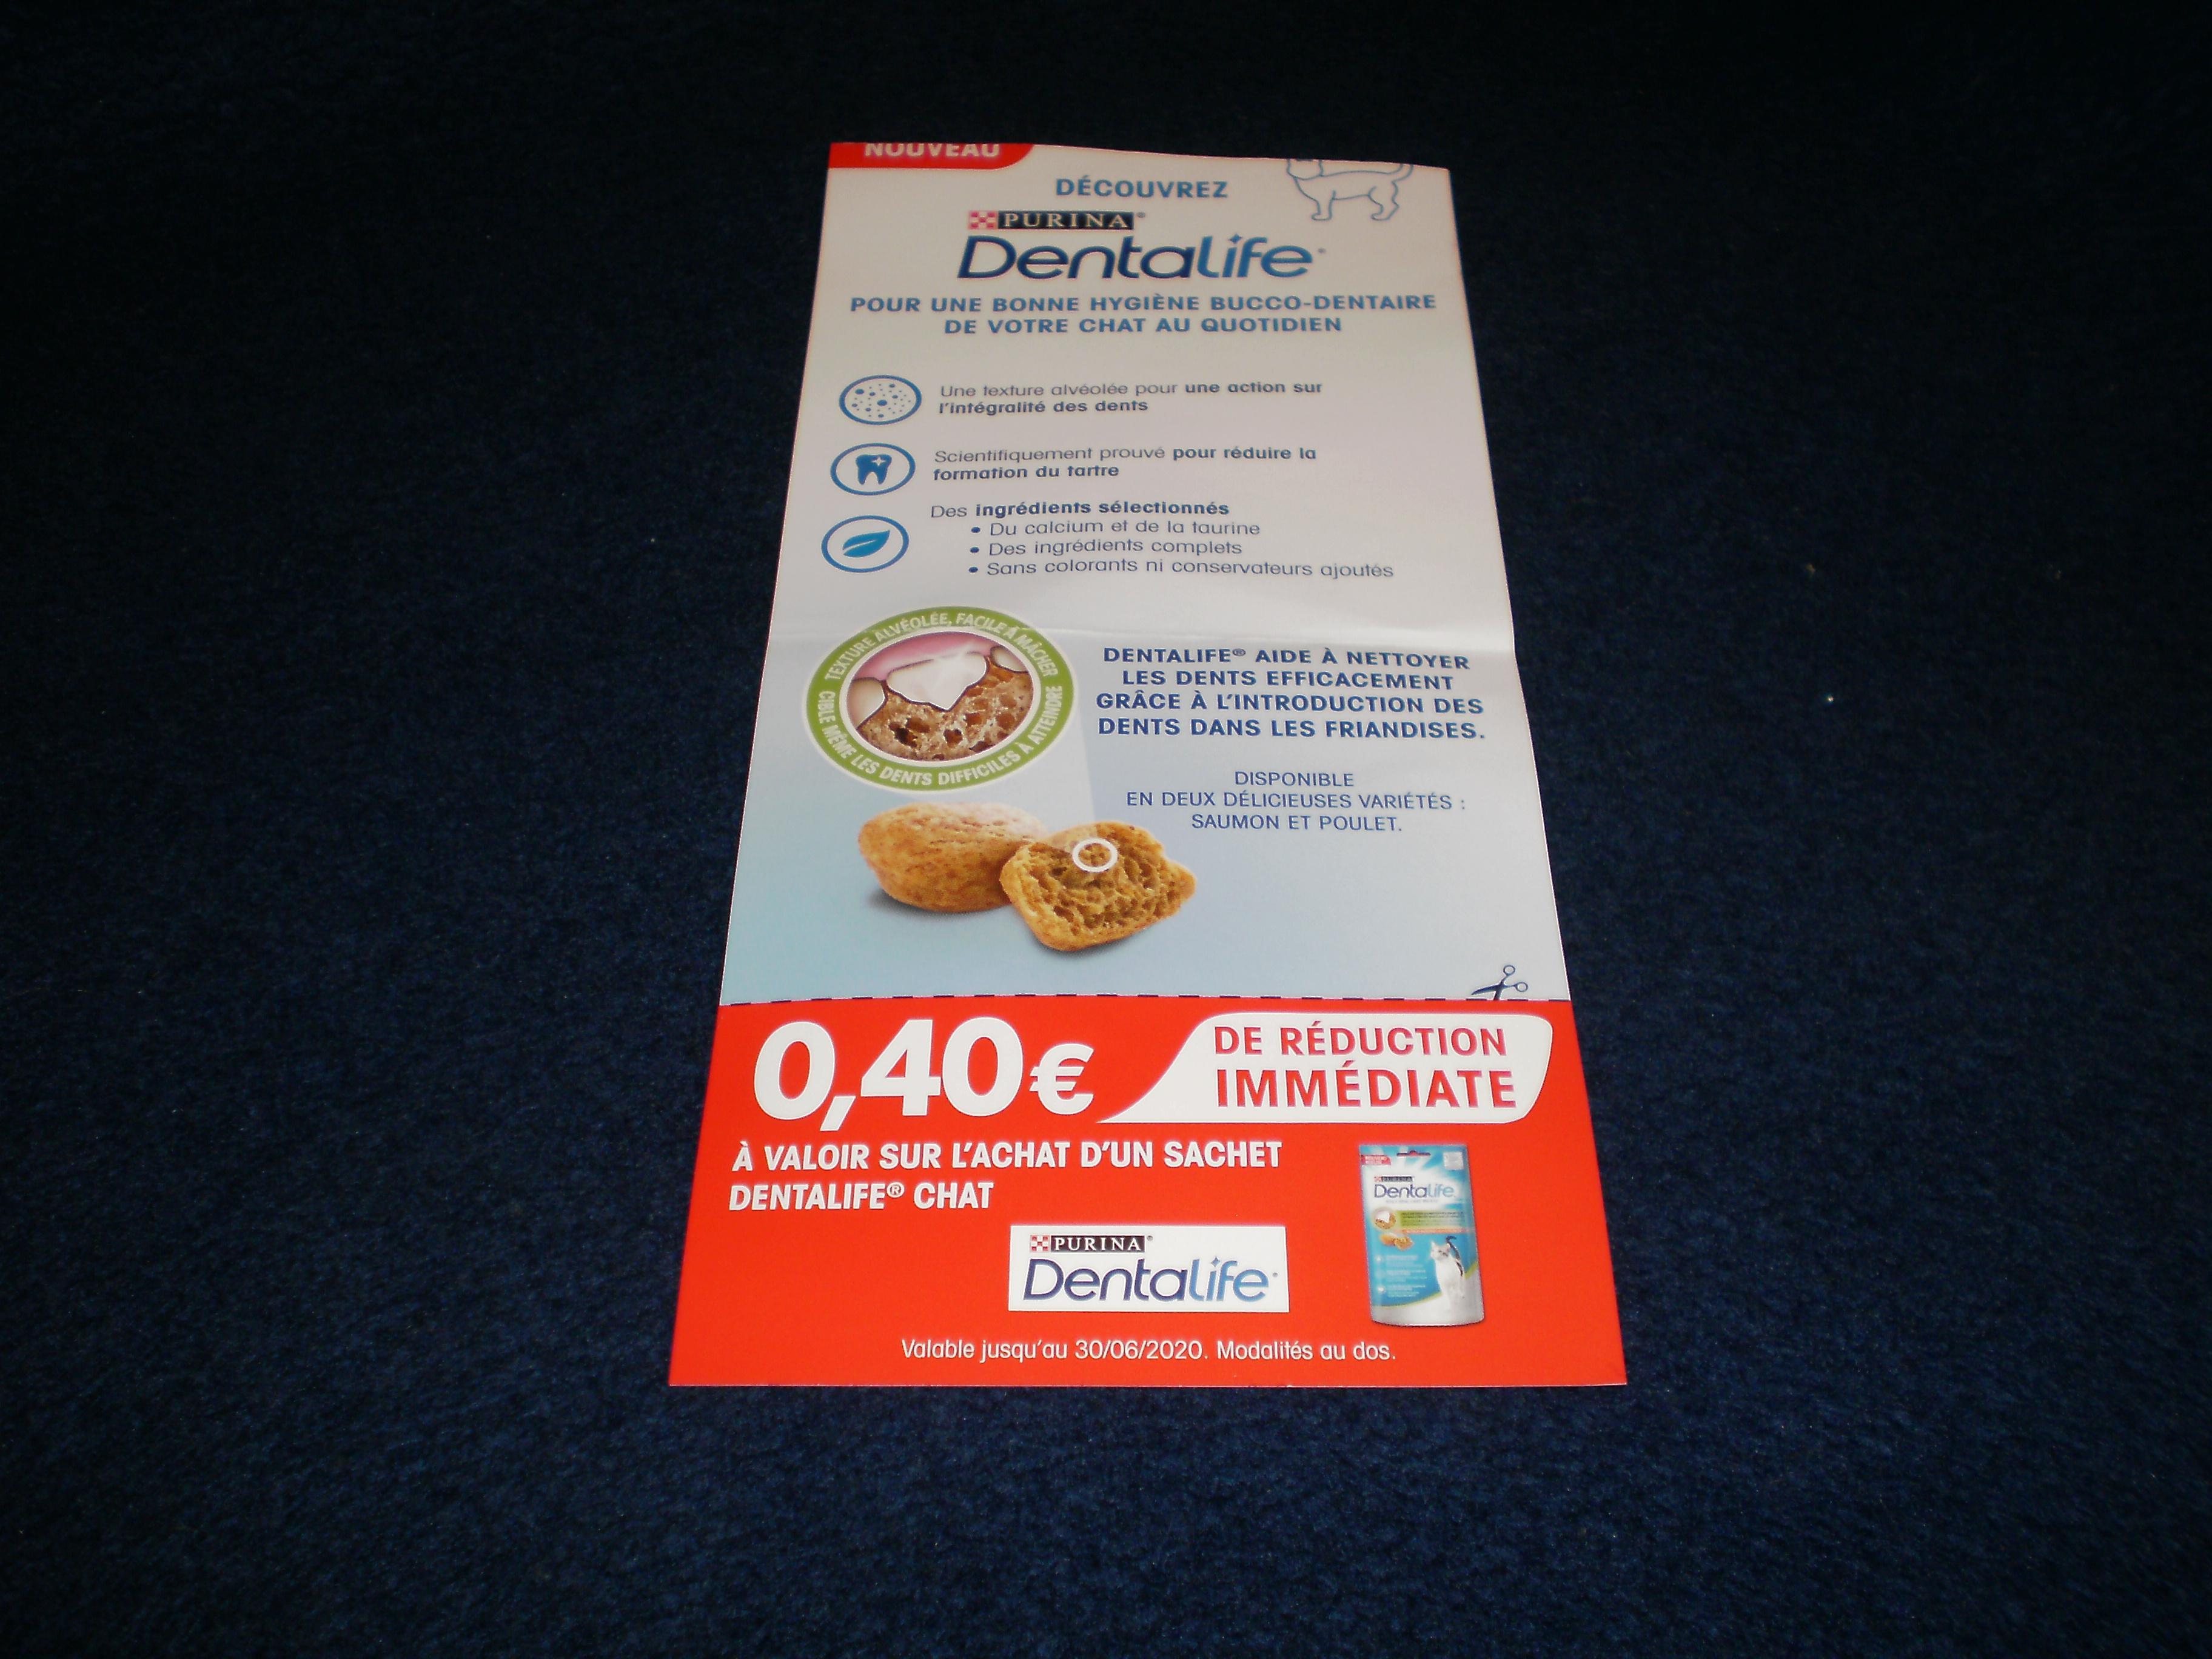 NOUVEAU
DÉCOUVREZ
PURINA®
Dentalife®
POUR UNE BONNE HYGIÈNE BUCCO-DENTAIRE
DE VOTRE CHAT AU QUOTIDIEN
Une texture alvéolée pour une action sur
l'intégralité des dents
Scientifiquement prouvé pour réduire la
formation du tartre
Des ingrédients sélectionnés
• Du calcium et de la taurine
• Des ingrédients complets
• Sans colorants ni conservateurs ajoutés
TEXTURE ALVÉOLÉE, FACILE À MÂCHER
CIBLE MÊME LES DENTS DIFFICILES À ATTEINDRE
DENTALIFE® AIDE À NETTOYER
LES DENTS EFFICACEMENT
GRÂCE À L'INTRODUCTION DES
DENTS DANS LES FRIANDISES.
DISPONIBLE
EN DEUX DÉLICIEUSES VARIÉTÉS :
SAUMON ET POULET.
0,40€
DE RÉDUCTION
IMMÉDIATE
À VALOIR SUR L'ACHAT D'UN SACHET
DENTALIFE® CHAT
PURINA®
Dentalife®
PURINA
Dentalife
Valable jusqu'au 30/06/2020. Modalités au dos.